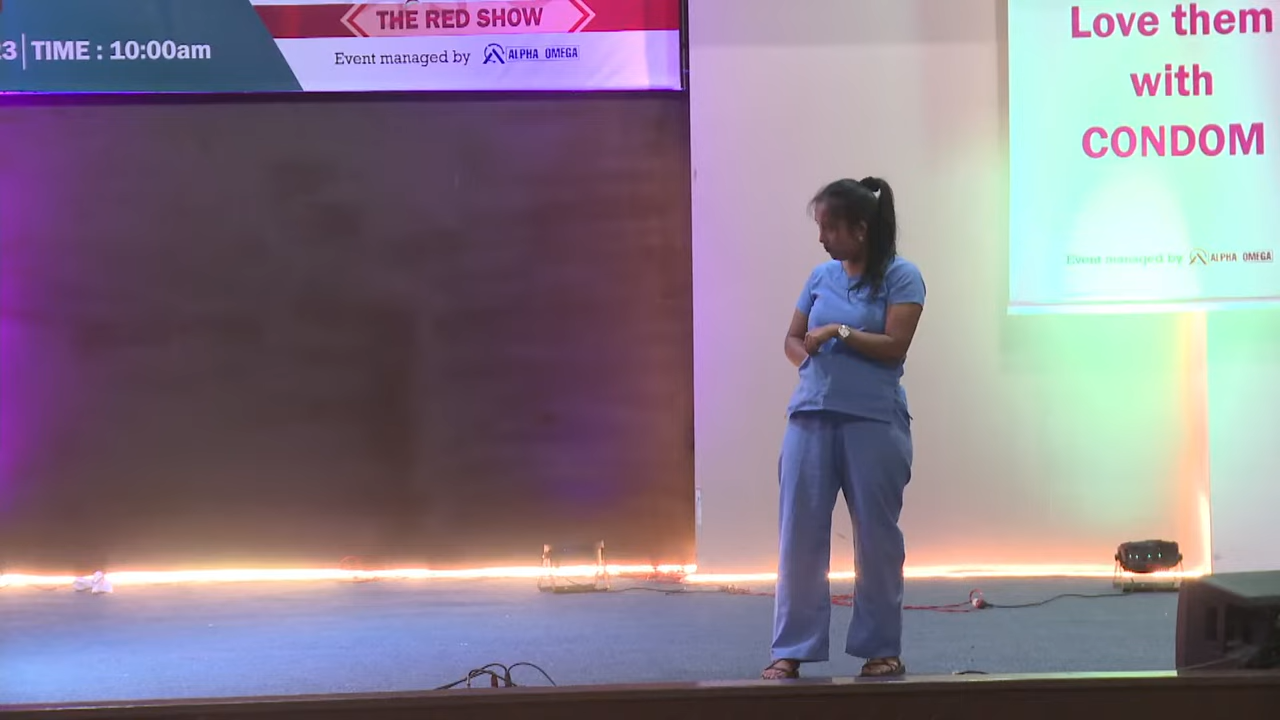 THE RED SHOW
3 | TIME : 10:00am
Event managed by ALPHA OMEGA
Love them
with
CONDOM
Event managed by ALPHA OMEGA